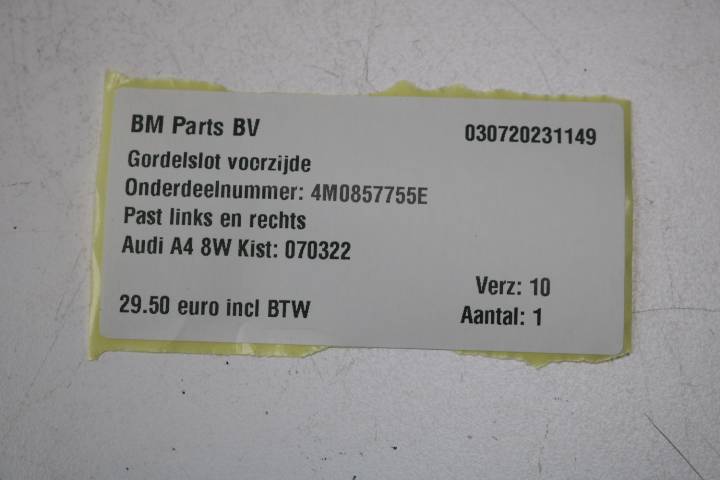 BM Parts BV 030720231149
Gordelslot voorzijde
Onderdeelnummer: 4M0857755E
Past links en rechts
Audi A4 8W Kist: 070322
Verz: 10
29.50 euro incl BTW Aantal: 1